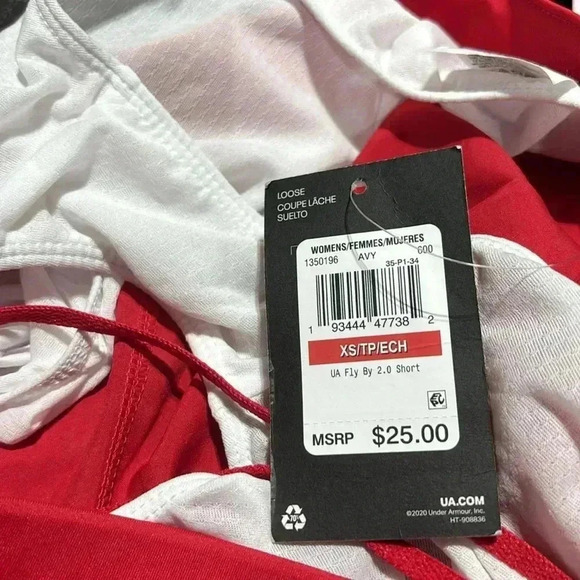 LOOSE
COUPE LÂCHE
SUELTO
WOMENS/FEMMES/MUJERES
1350196 AVY 600
35-P1-34
1 93444 47738 2
XS/TP/ECH
UA Fly By 2.0 Short
MSRP $25.00
UA.COM
©2020 Under Armour, Inc.
HT-908836